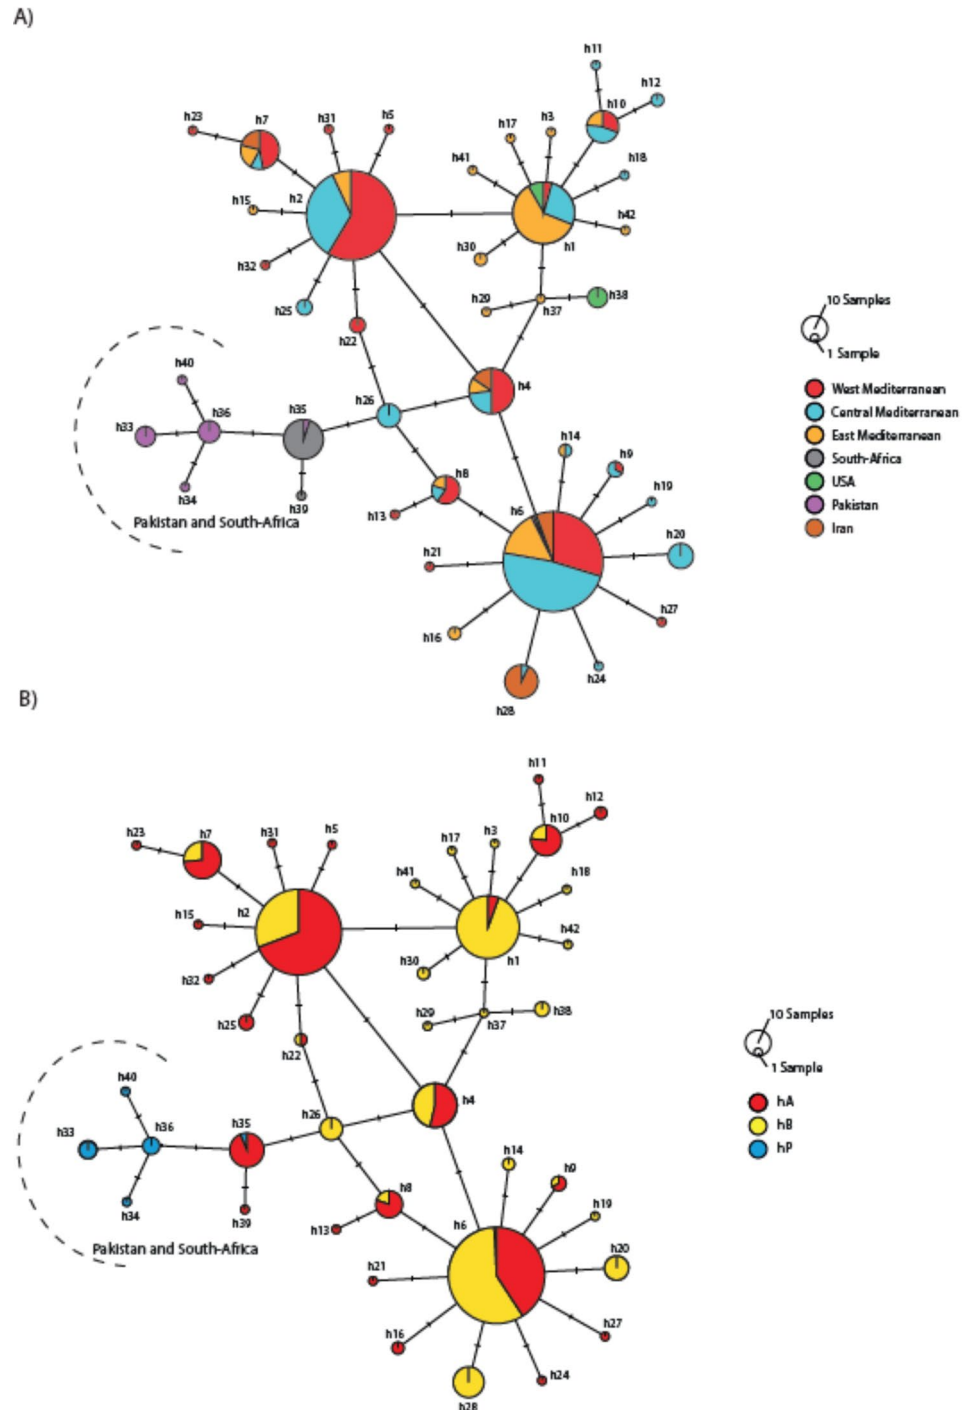 A)
h11
h12
h23
h7
h31
h5
h10
h17
h3
h41
h18
h2
h15
h42
h30
h1
h32
h25
h29
h37
h38
h22
10 Samples
1 Sample
h40
h4
West Mediterranean
h33
h36
h35
h26
Central Mediterranean
East Mediterranean
h14
h9
South-Africa
h34
h39
h8
h19
USA
Pakistan and South-Africa
h13
h6
h20
Pakistan
Iran
h21
h27
h16
h24
h28
B)
h11
h12
h23
h7
h31
h5
h10
h17
h3
h41
h18
h2
h15
h42
h30
h1
h32
h25
h29
h37
h38
h22
10 Samples
1 Sample
h40
h4
hA
h33
h36
h35
h26
hB
hP
h14
h9
h34
h39
h8
h19
Pakistan and South-Africa
h13
h6
h20
h21
h27
h16
h24
h28